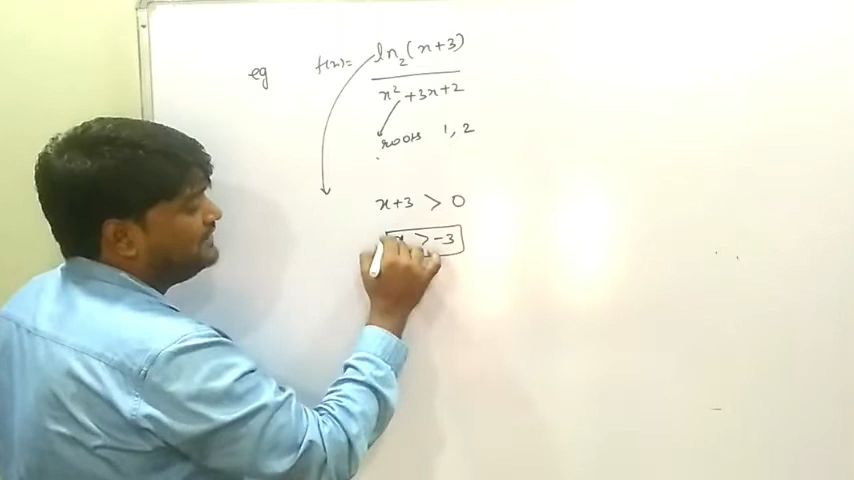 eg f(x) = ln₂(x+3)
x² +3x+2
roots 1, 2
x+3 > 0
x > -3